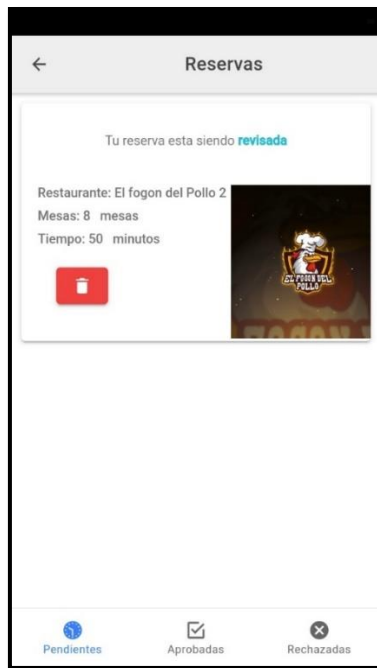 Reservas
Tu reserva esta siendo revisada
Restaurante: El fogon del Pollo 2
Mesas: 8 mesas
Tiempo: 50 minutos
EL FOGON DEL
POLLO
Pendientes
Aprobadas
Rechazadas